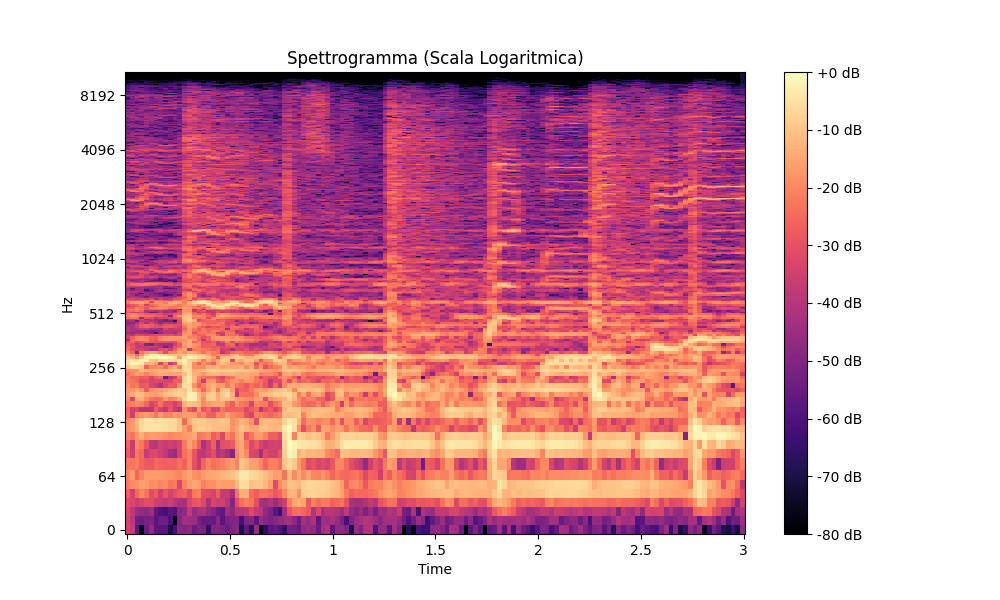 Spettrogramma (Scala Logaritmica)
8192
4096
2048
1024
512
256
128
64
0
Hz
0 0.5 1 1.5 2 2.5 3
Time
+0 dB
-10 dB
-20 dB
-30 dB
-40 dB
-50 dB
-60 dB
-70 dB
-80 dB